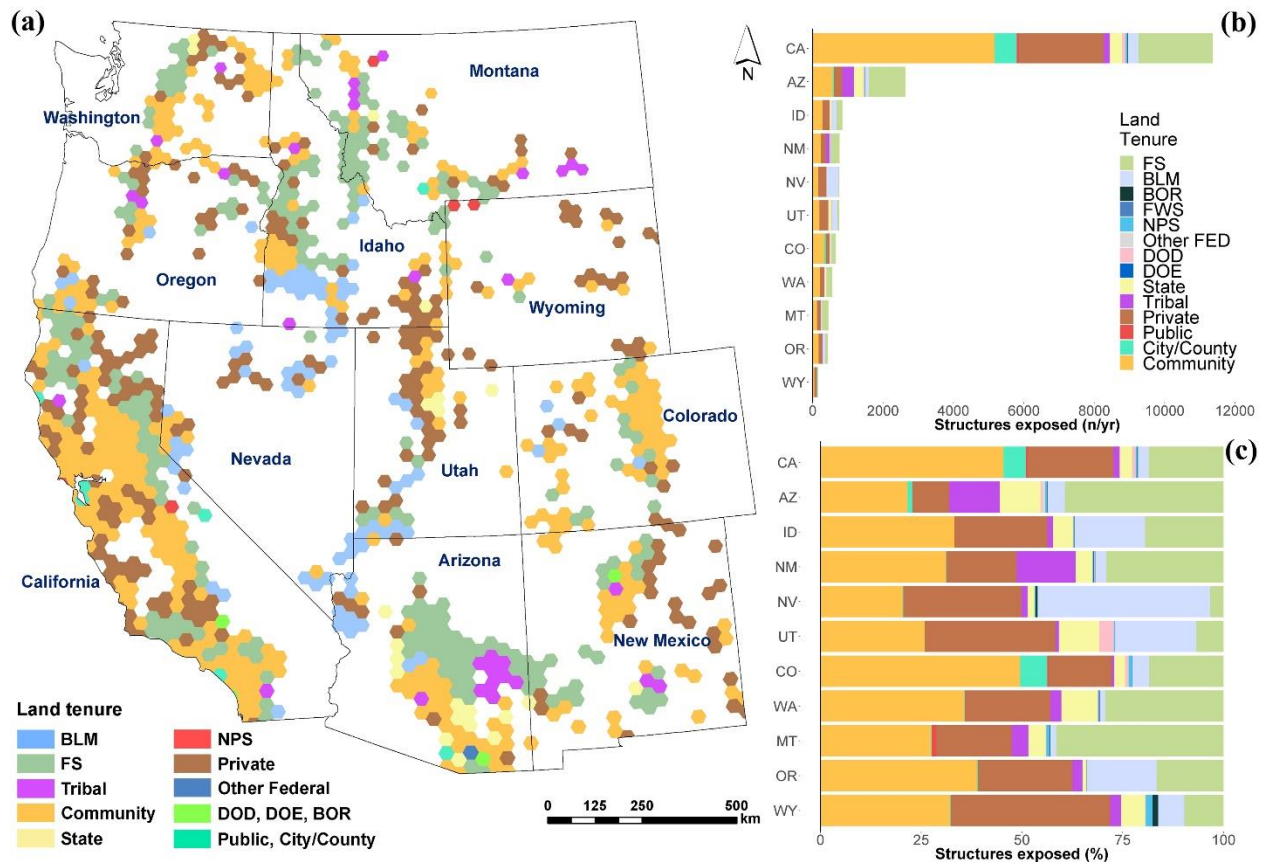 (a)
Washington
Montana
Oregon
Idaho
Wyoming
Nevada
Utah
Colorado
California
Arizona
New Mexico
N
Land tenure
BLM
FS
Tribal
Community
State
NPS
Private
Other Federal
DOD, DOE, BOR
Public, City/County
0 125 250 500
km
(b)
CA
AZ
ID
NM
NV
UT
CO
WA
MT
OR
WY
0 2000 4000 6000 8000 10000 12000
Structures exposed (n/yr)
Land
Tenure
FS
BLM
BOR
FWS
NPS
Other FED
DOD
DOE
State
Tribal
Private
Public
City/County
Community
(c)
CA
AZ
ID
NM
NV
UT
CO
WA
MT
OR
WY
0 25 50 75 100
Structures exposed (%)